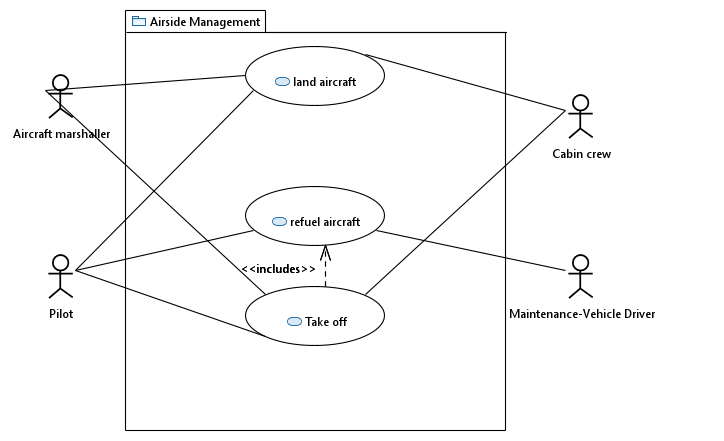 Airside Management
land aircraft
Aircraft marshaller
Cabin crew
refuel aircraft
<<includes>>
Pilot
Maintenance-Vehicle Driver
Take off